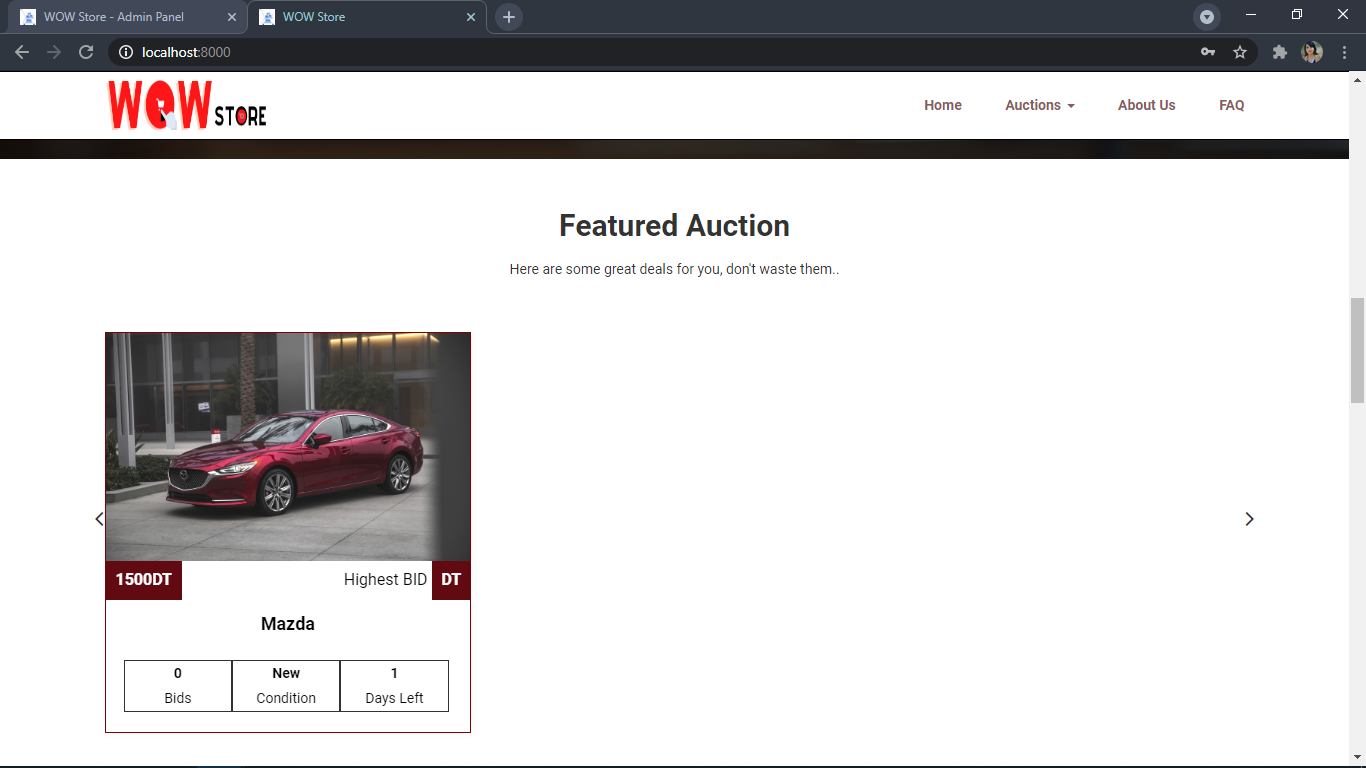 WOW Store - Admin Panel
WOW Store
localhost:8000
WOW STORE
Home
Auctions
About Us
FAQ
Featured Auction
Here are some great deals for you, don't waste them..
1500DT
Highest BID DT
Mazda
0 New 1
Bids Condition Days Left